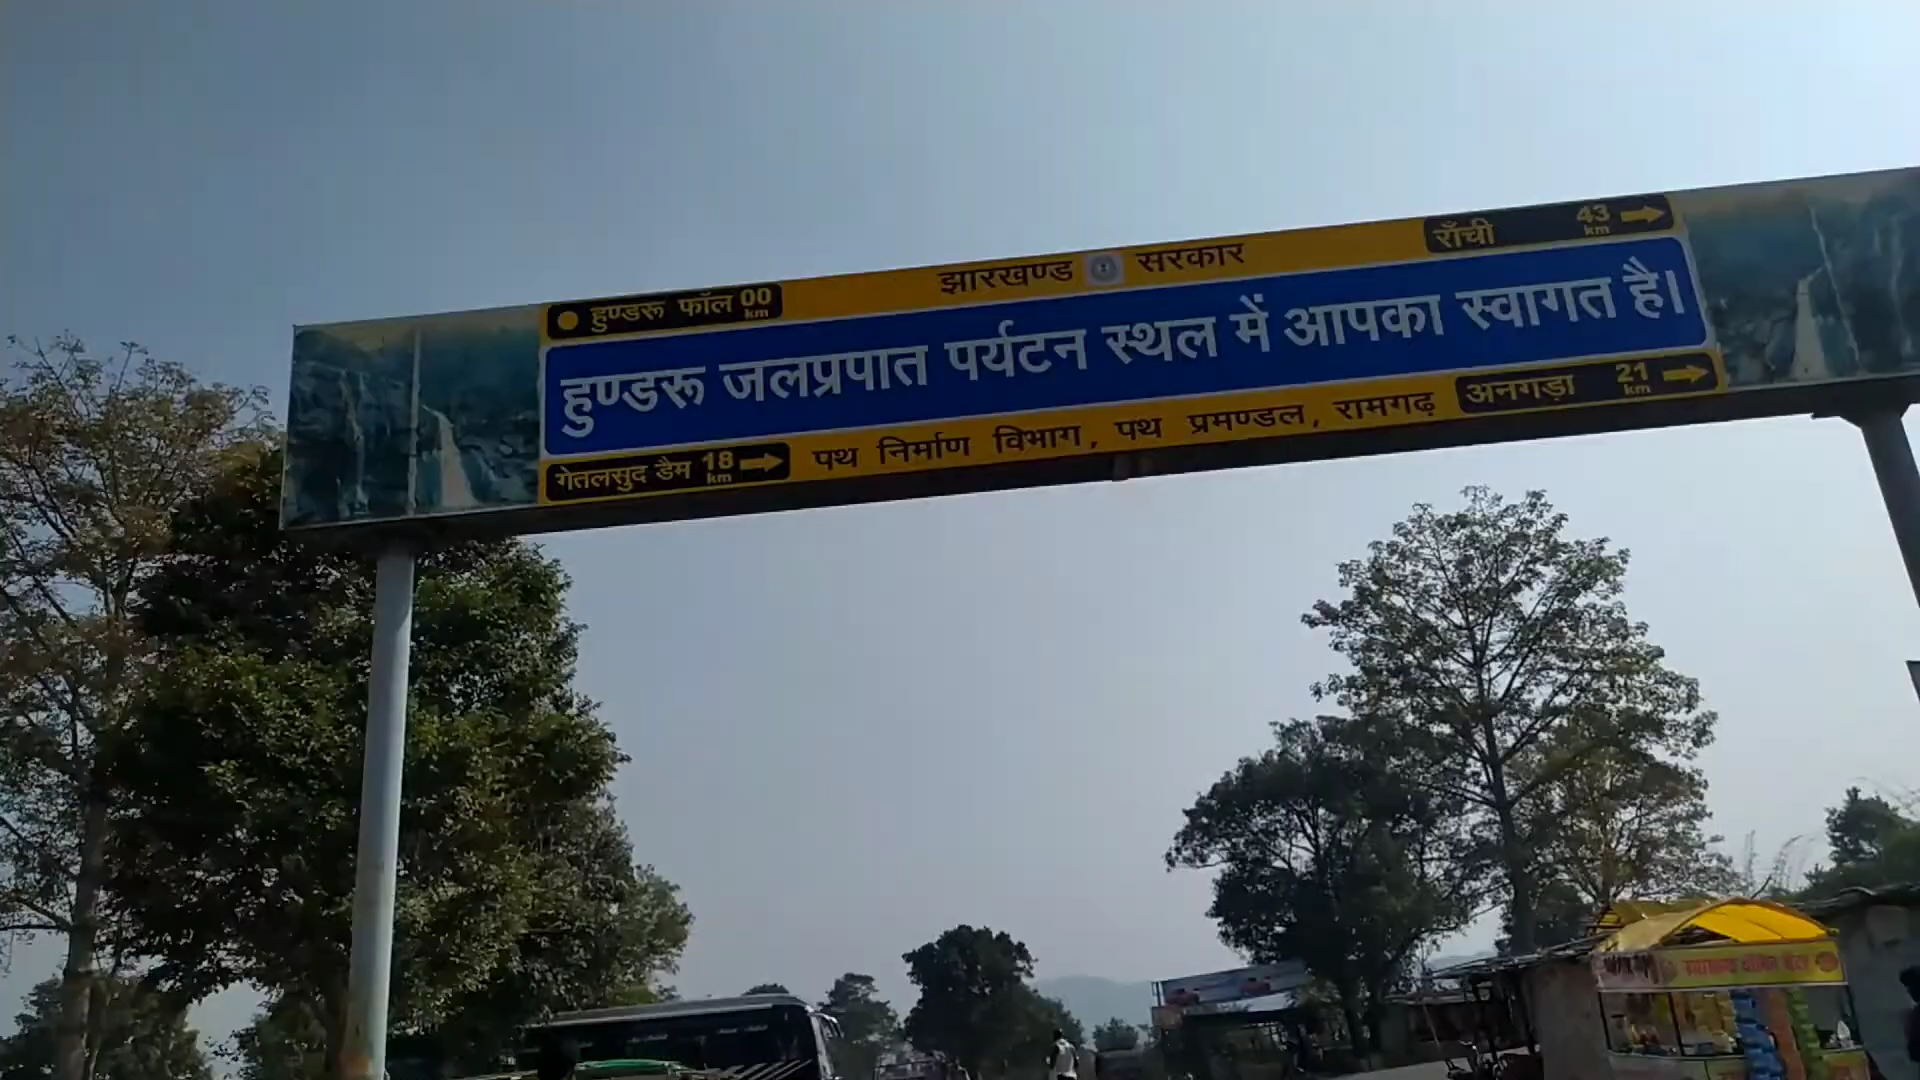 झारखण्ड सरकार
हुण्डरू फॉल 00 km
राँची 43 km
हुण्डरू जलप्रपात पर्यटन स्थल में आपका स्वागत है।
गेतलसुद डैम 18 km
पथ निर्माण विभाग, पथ प्रमण्डल, रामगढ़
अनगड़ा 21 km